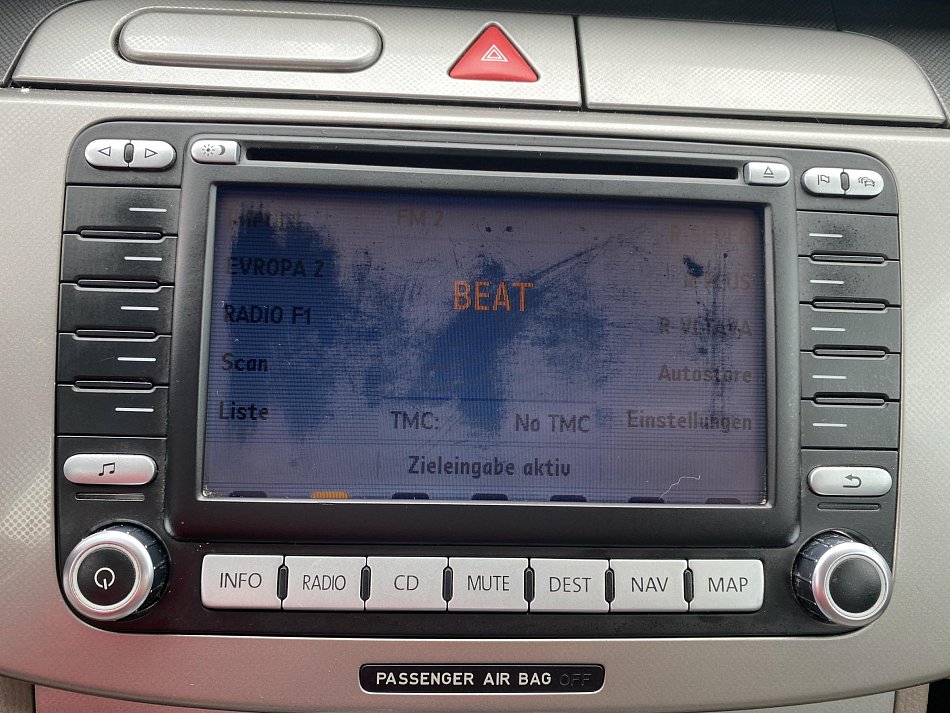 FM 2
EVROPA 2
BEAT
RADIO F1
R-VLTAVA
Scan
Autostore
Liste
TMC:
No TMC
Einstellungen
Zieleingabe aktiv
INFO
RADIO
CD
MUTE
DEST
NAV
MAP
PASSENGER AIR BAG OFF